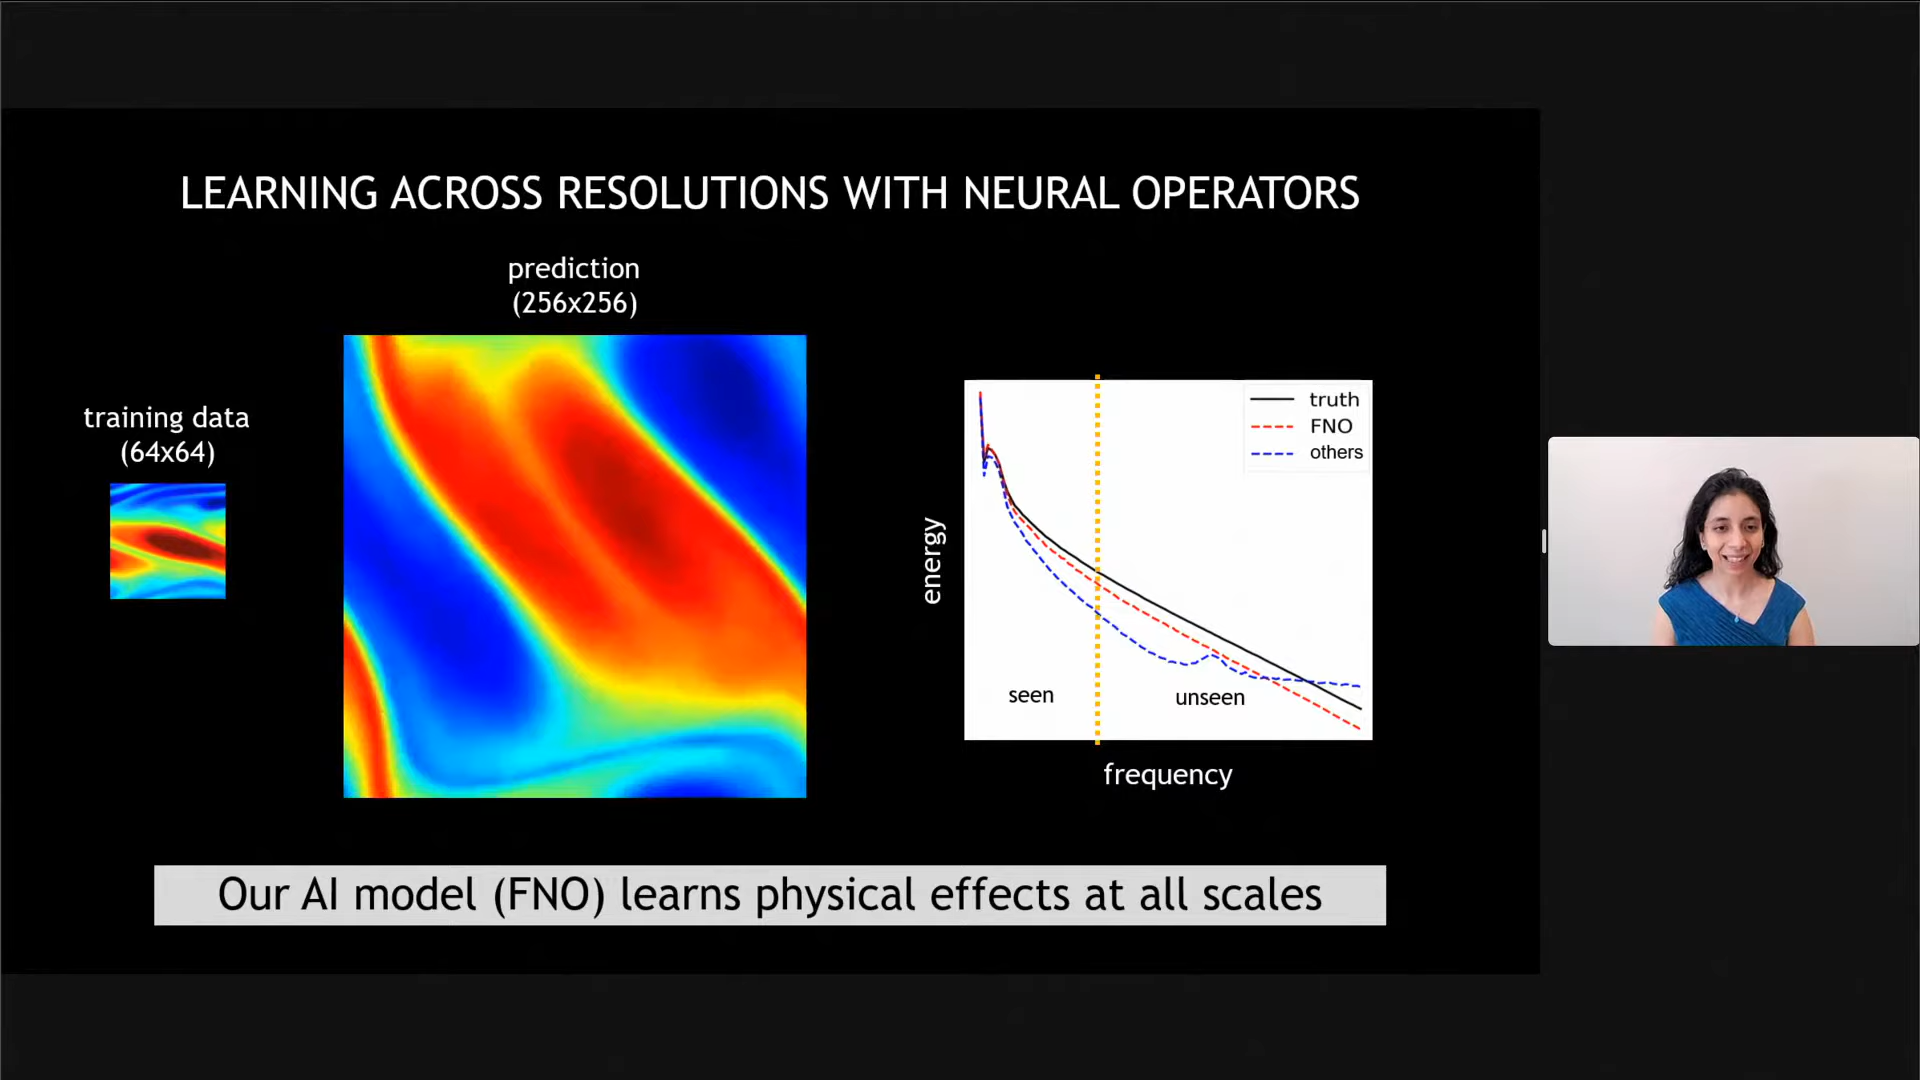 LEARNING ACROSS RESOLUTIONS WITH NEURAL OPERATORS
prediction
(256x256)
training data
(64x64)
truth
FNO
others
energy
seen
unseen
frequency
Our AI model (FNO) learns physical effects at all scales